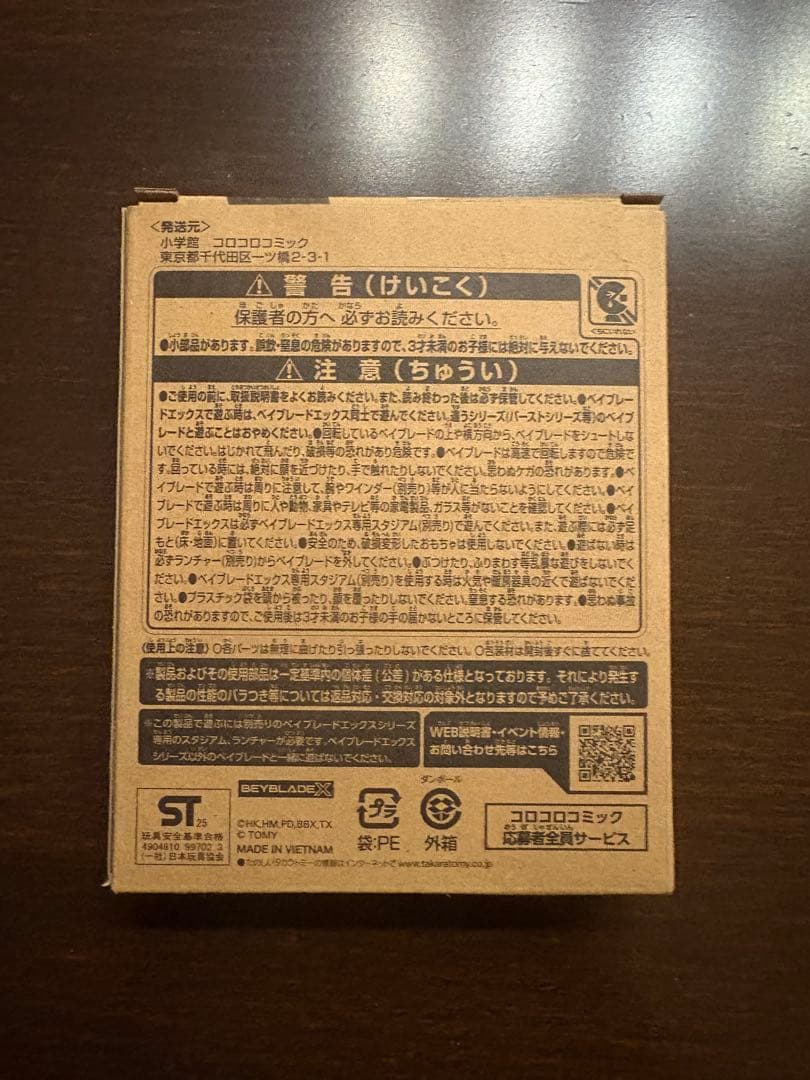 <発送元>
小学館 コロコロコミック
東京都千代田区一ツ橋2-3-1
警告(けいこく)
保護者の方へ 必ずお読みください。
くちにいれない
●小部品があります。誤飲・窒息の危険がありますので、3才未満のお子様には絶対に与えないでください。
注意(ちゅうい)
●ご使用の前に、取扱説明書をよくお読みください。また、読み終わった後は必ず保管してください。●ベイブレ
ードエックスで遊ぶ時は、ベイブレードエックス同士で遊んでください。違うシリーズ(バーストシリーズ等)のベイブ
レードと遊ぶことはおやめください。●回転しているベイブレードの上や横方向から、ベイブレードをシュートしな
いでください。はじかれて飛んだり、破損等の恐れがあり危険です。●ベイブレードは高速で回転しますので危険で
す。回っている時には、絶対に顔を近づけたり、手で触れたりしないでください。思わぬケガの恐れがあります。●ベ
イブレードで遊ぶ時は周りに注意して、腕やワインダー(別売り)等が人に当たらないようにしてください。●ベイ
ブレードで遊ぶ時は周りに人や動物、家具やテレビ等の家電製品、ガラス等がないことを確認してください。●ベイ
ブレードエックスは必ずベイブレードエックス専用スタジアム(別売り)で遊んでください。また、遊ぶ際には必ず足
もと(床・地面)に置いてください。●安全のため、破損変形したおもちゃは使用しないでください。●遊ばない時は
必ずランチャー(別売り)からベイブレードを外してください。●ぶつけたり、ふりまわす等乱暴な遊びをしないでく
ださい。●ベイブレードエックス専用スタジアム(別売り)を使用する時は火気や暖房器具の近くで遊ばないでくだ
さい。●プラスチック袋を頭から被ったり、顔を覆ったりしないでください。窒息する恐れがあります。●思わぬ事故
の恐れがありますので、ご使用後は3才未満のお子様の手の届かないところに保管してください。
〈使用上の注意〉○各パーツは無理に曲げたり引っ張ったりしないでください。○包装材は開封後すぐに捨ててください。
※製品およびその使用部品は一定基準内の個体差(公差)がある仕様となっております。それにより発生す
る製品の性能のバラつき等については返品対応・交換対応の対象外となりますので予めご了承ください。
※この製品で遊ぶには別売りのベイブレードエックスシリーズ
専用のスタジアム、ランチャーが必要です。ベイブレードエックス
シリーズ以外のベイブレードと一緒に遊ばないでください。
WEB説明書・イベント情報・
お問い合わせ先等はこちら
ST 25
玩具安全基準合格
4904810 99702 3
(一社)日本玩具協会
BEYBLADE X
©HK,HM,PD,BBX,TX
© TOMY
MADE IN VIETNAM
●たのしいタカラトミーの情報はインターネットで www.takaratomy.co.jp
プラ
袋:PE
ダンボール
外箱
コロコロコミック
応募者全員サービス